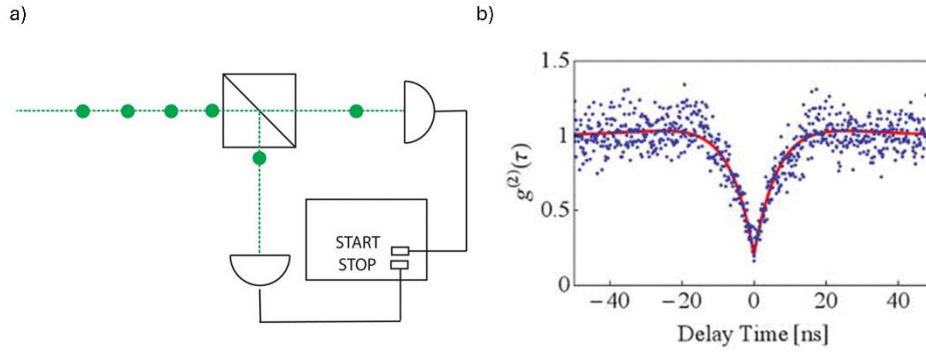 a)
START
STOP
b)
1.5
1
0.5
0
g(2)(τ)
−40 −20 0 20 40
Delay Time [ns]